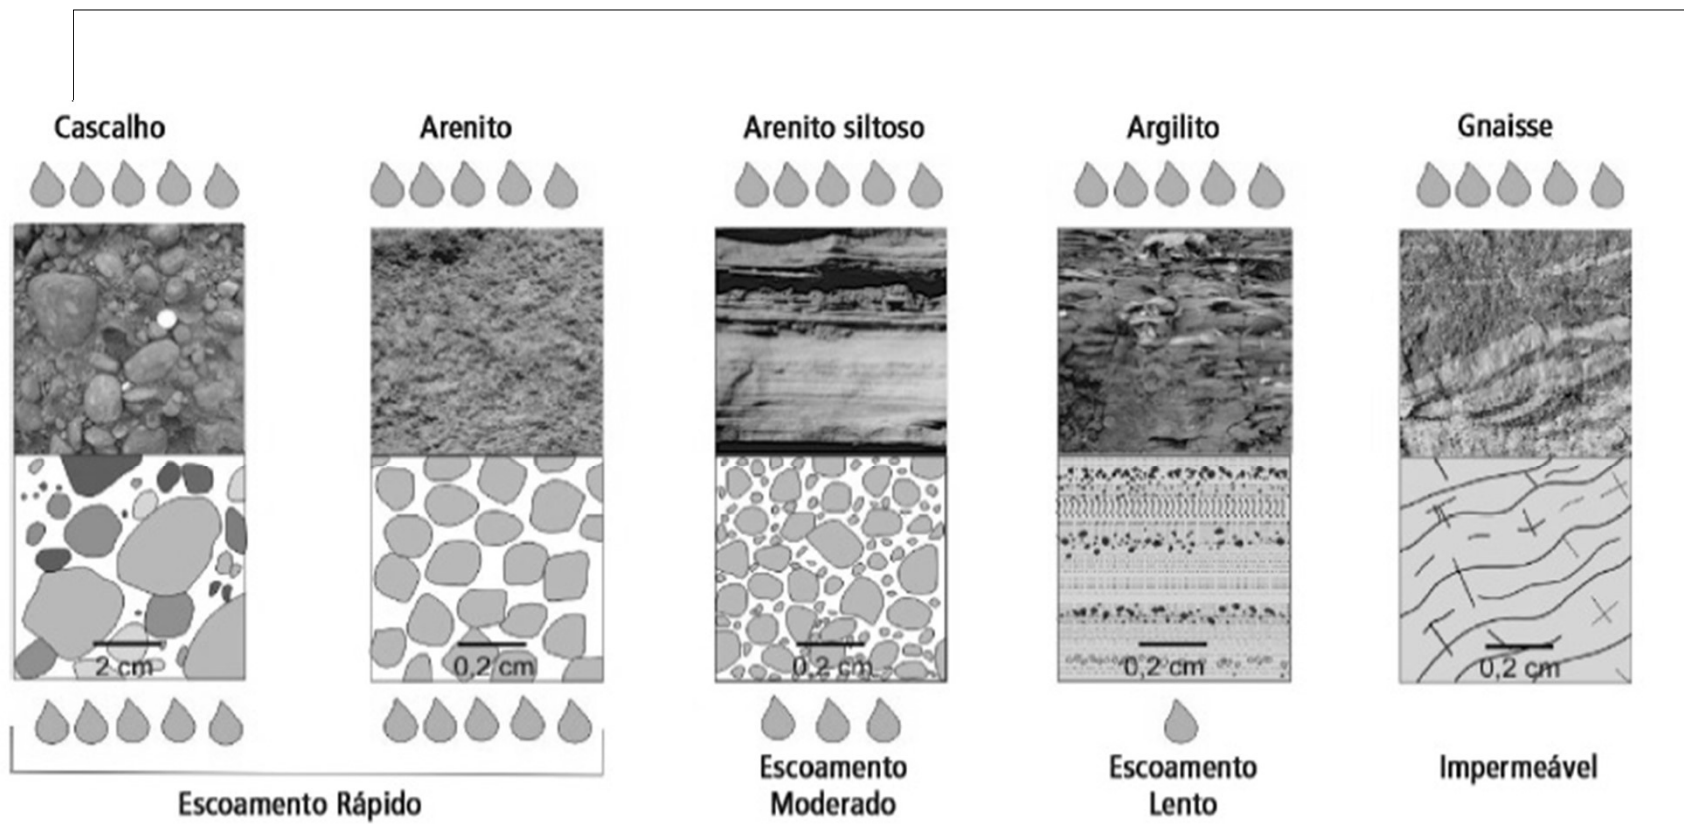 Cascalho
Arenito
Arenito siltoso
Argilito
Gnaisse
2 cm
0,2 cm
0,2 cm
0,2 cm
0,2 cm
Escoamento Rápido
Escoamento
Moderado
Escoamento
Lento
Impermeável